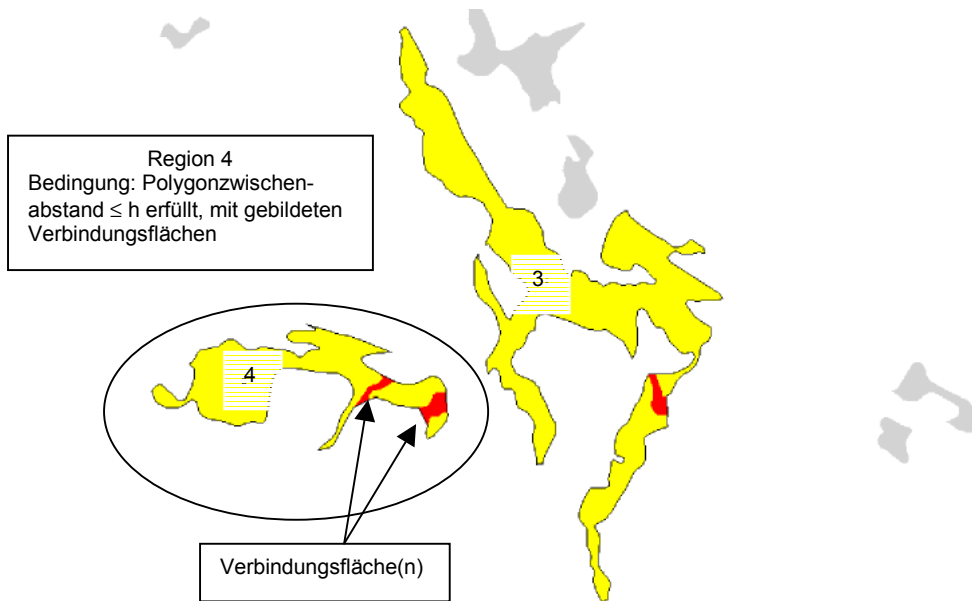 Region 4
Bedingung: Polygonzwischen-
abstand ≤ h erfüllt, mit gebildeten
Verbindungsflächen
3
4
Verbindungsfläche(n)